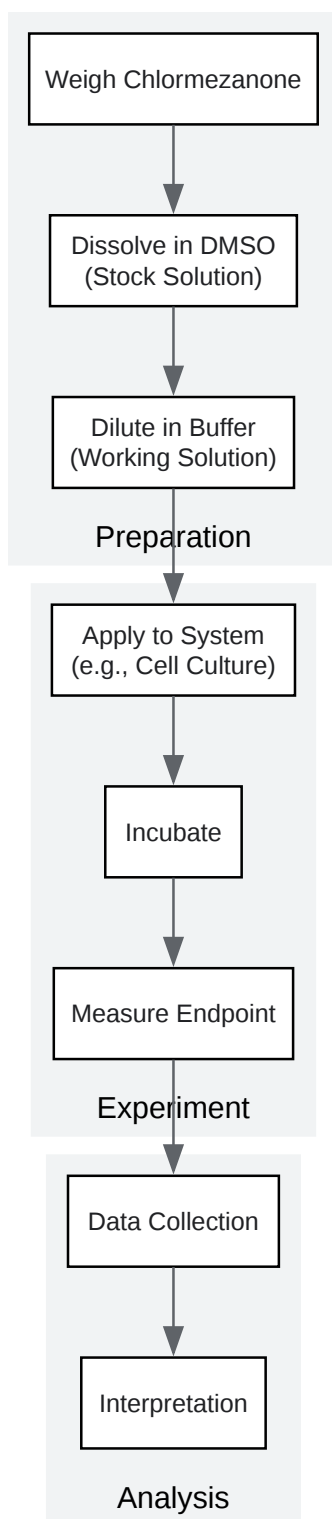 Weigh Chlormezanone
Dissolve in DMSO
(Stock Solution)
Dilute in Buffer
(Working Solution)
Preparation
Apply to System
(e.g., Cell Culture)
Incubate
Measure Endpoint
Experiment
Data Collection
Interpretation
Analysis